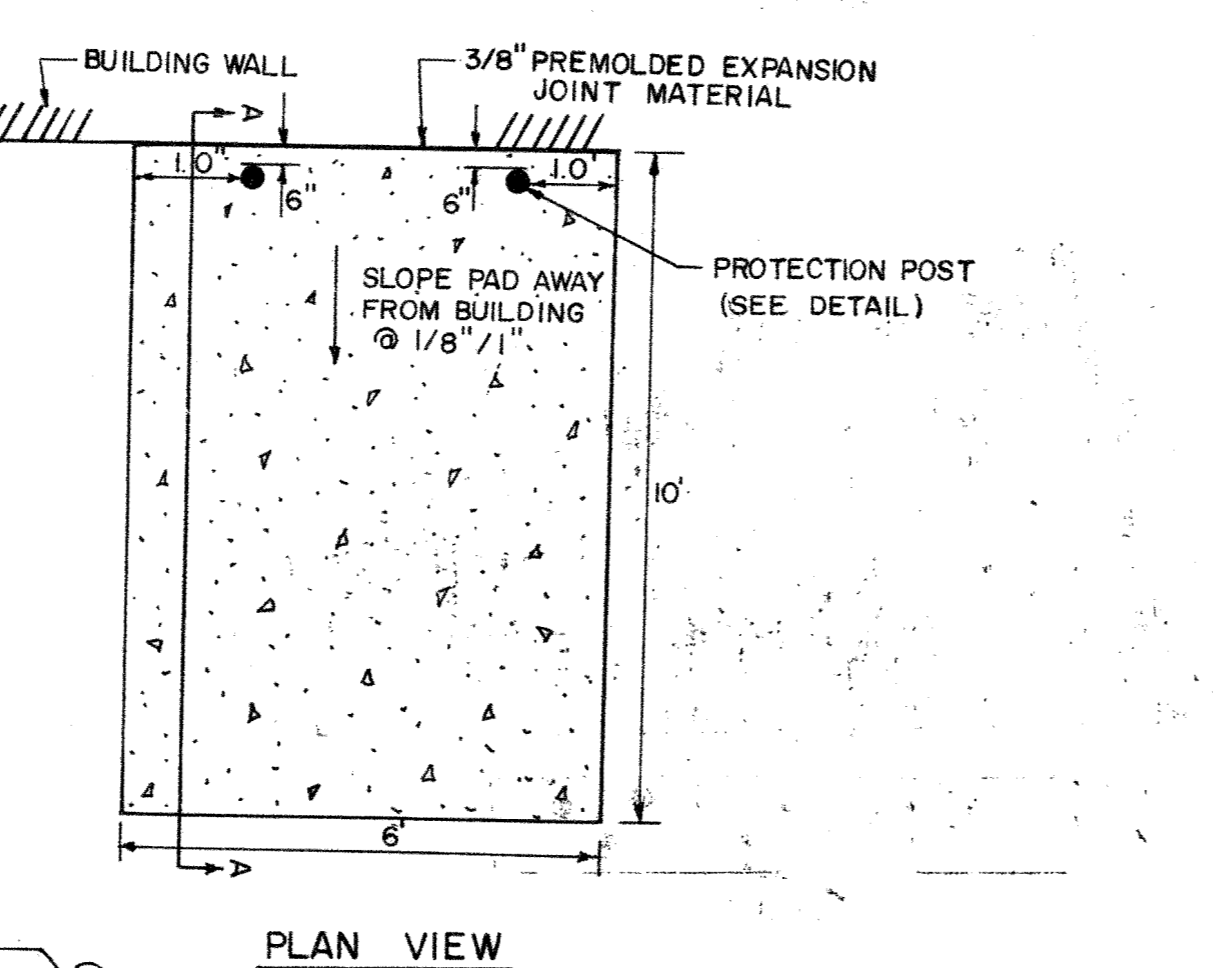 BUILDING WALL
3/8" PREMOLDED EXPANSION
JOINT MATERIAL
A
1.0"
6"
6"
1.0'
SLOPE PAD AWAY
FROM BUILDING
@ 1/8"/1"
PROTECTION POST
(SEE DETAIL)
10'
6'
A
PLAN VIEW